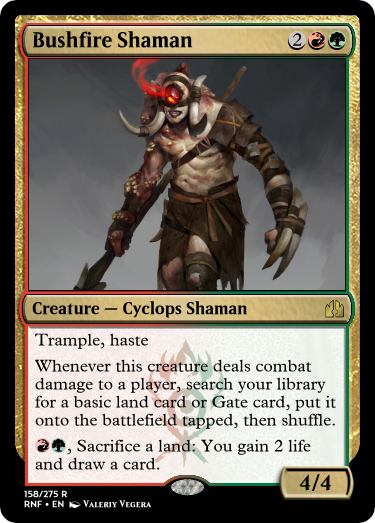 Bushfire Shaman 2
Creature — Cyclops Shaman
Trample, haste
Whenever this creature deals combat
damage to a player, search your library
for a basic land card or Gate card, put it
onto the battlefield tapped, then shuffle.
, Sacrifice a land: You gain 2 life
and draw a card.
4/4
158/275 R
RNF • EN Valeriy Vegera